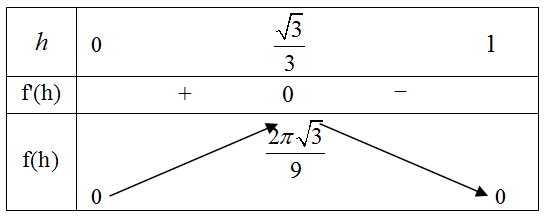 h 0 √3/3 1
f'(h) + 0 −
f(h) 0 2π√3/9 0